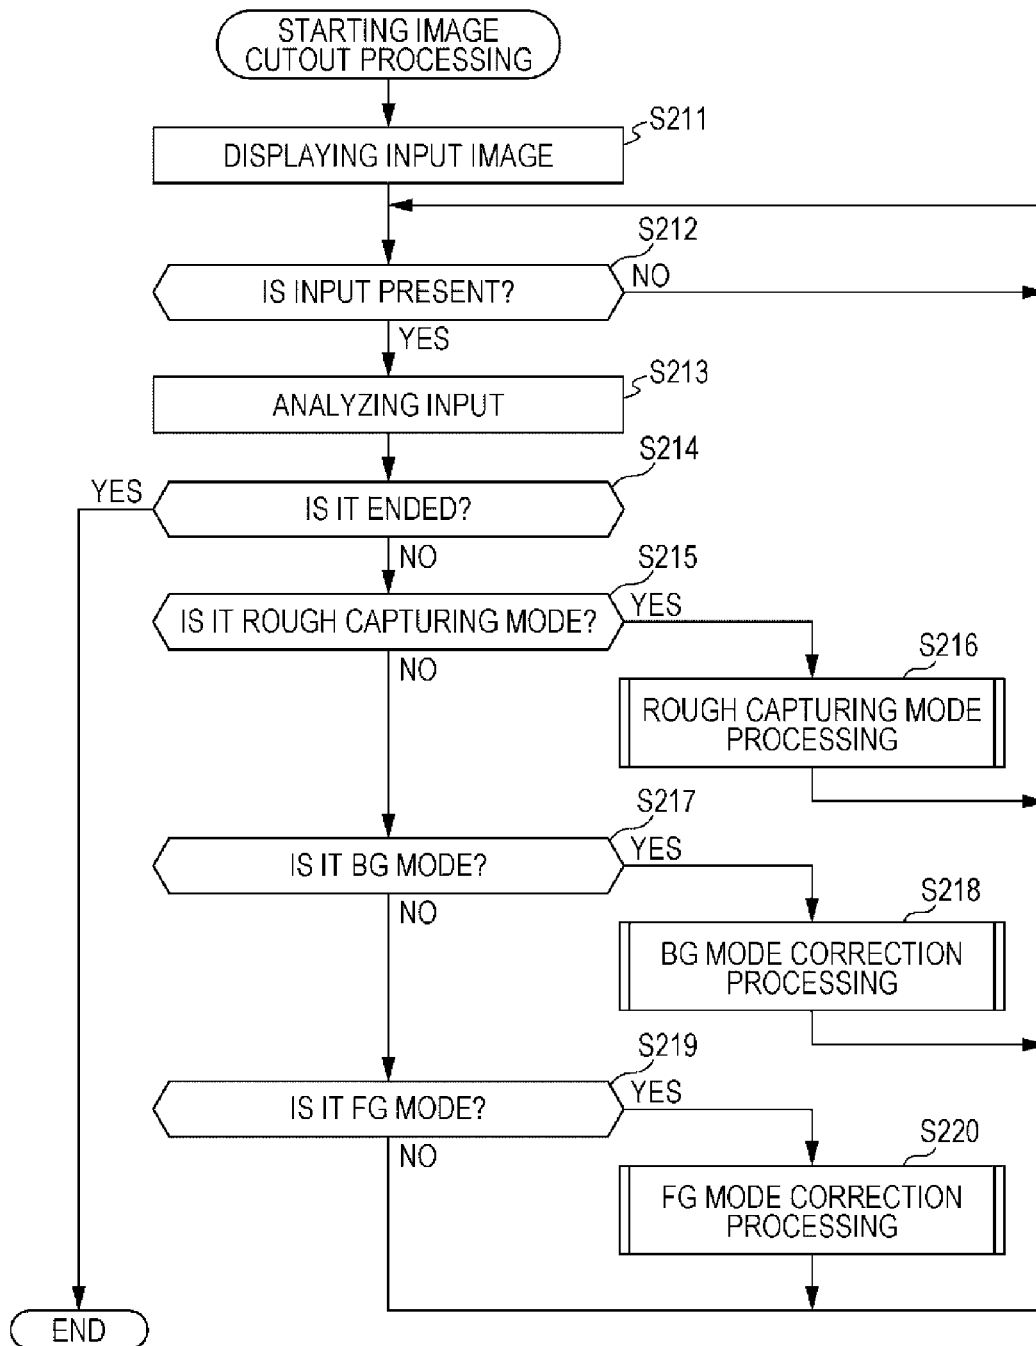 STARTING IMAGE
CUTOUT PROCESSING
S211
DISPLAYING INPUT IMAGE
S212
IS INPUT PRESENT?
NO
YES
S213
ANALYZING INPUT
S214
YES
IS IT ENDED?
NO
S215
IS IT ROUGH CAPTURING MODE?
YES
NO
S216
ROUGH CAPTURING MODE
PROCESSING
S217
IS IT BG MODE?
YES
NO
S218
BG MODE CORRECTION
PROCESSING
S219
IS IT FG MODE?
YES
NO
S220
FG MODE CORRECTION
PROCESSING
END